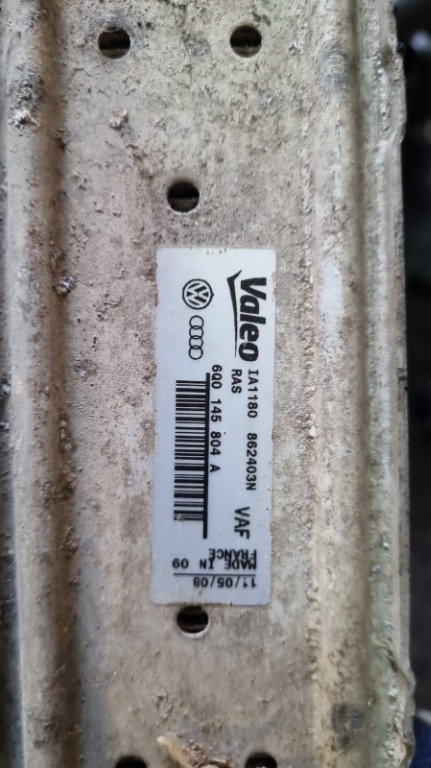 Valeo
IA1180 862403N
RAS
VAF
6Q0 145 804 A
11/05/08
MADE IN 09
FRANCE